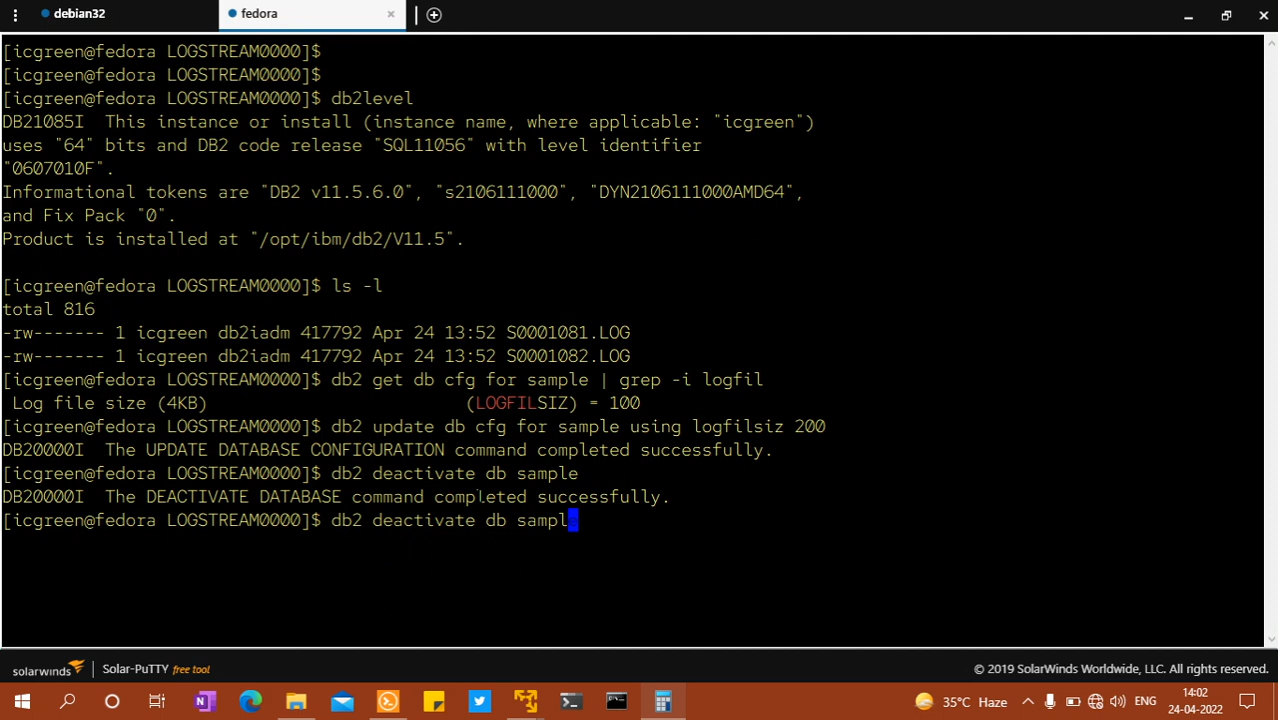 debian32
fedora
[icgreen@fedora LOGSTREAM0000]$
[icgreen@fedora LOGSTREAM0000]$
[icgreen@fedora LOGSTREAM0000]$ db2level
DB21085I  This instance or install (instance name, where applicable: "icgreen")
uses "64" bits and DB2 code release "SQL11056" with level identifier
"0607010F".
Informational tokens are "DB2 v11.5.6.0", "s2106111000", "DYN2106111000AMD64",
and Fix Pack "0".
Product is installed at "/opt/ibm/db2/V11.5".
[icgreen@fedora LOGSTREAM0000]$ ls -l
total 816
-rw------- 1 icgreen db2iadm 417792 Apr 24 13:52 S0001081.LOG
-rw------- 1 icgreen db2iadm 417792 Apr 24 13:52 S0001082.LOG
[icgreen@fedora LOGSTREAM0000]$ db2 get db cfg for sample | grep -i logfil
Log file size (4KB)                         (LOGFILSIZ) = 100
[icgreen@fedora LOGSTREAM0000]$ db2 update db cfg for sample using logfilsiz 200
DB20000I  The UPDATE DATABASE CONFIGURATION command completed successfully.
[icgreen@fedora LOGSTREAM0000]$ db2 deactivate db sample
DB20000I  The DEACTIVATE DATABASE command completed successfully.
[icgreen@fedora LOGSTREAM0000]$ db2 deactivate db sampl
solarwinds Solar-PuTTY free tool
© 2019 SolarWinds Worldwide, LLC. All rights reserved.
35°C Haze
ENG
14:02
24-04-2022